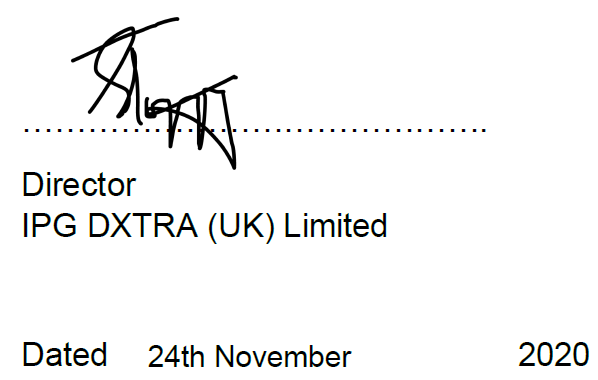 ................................................
Director
IPG DXTRA (UK) Limited
Dated 24th November 2020